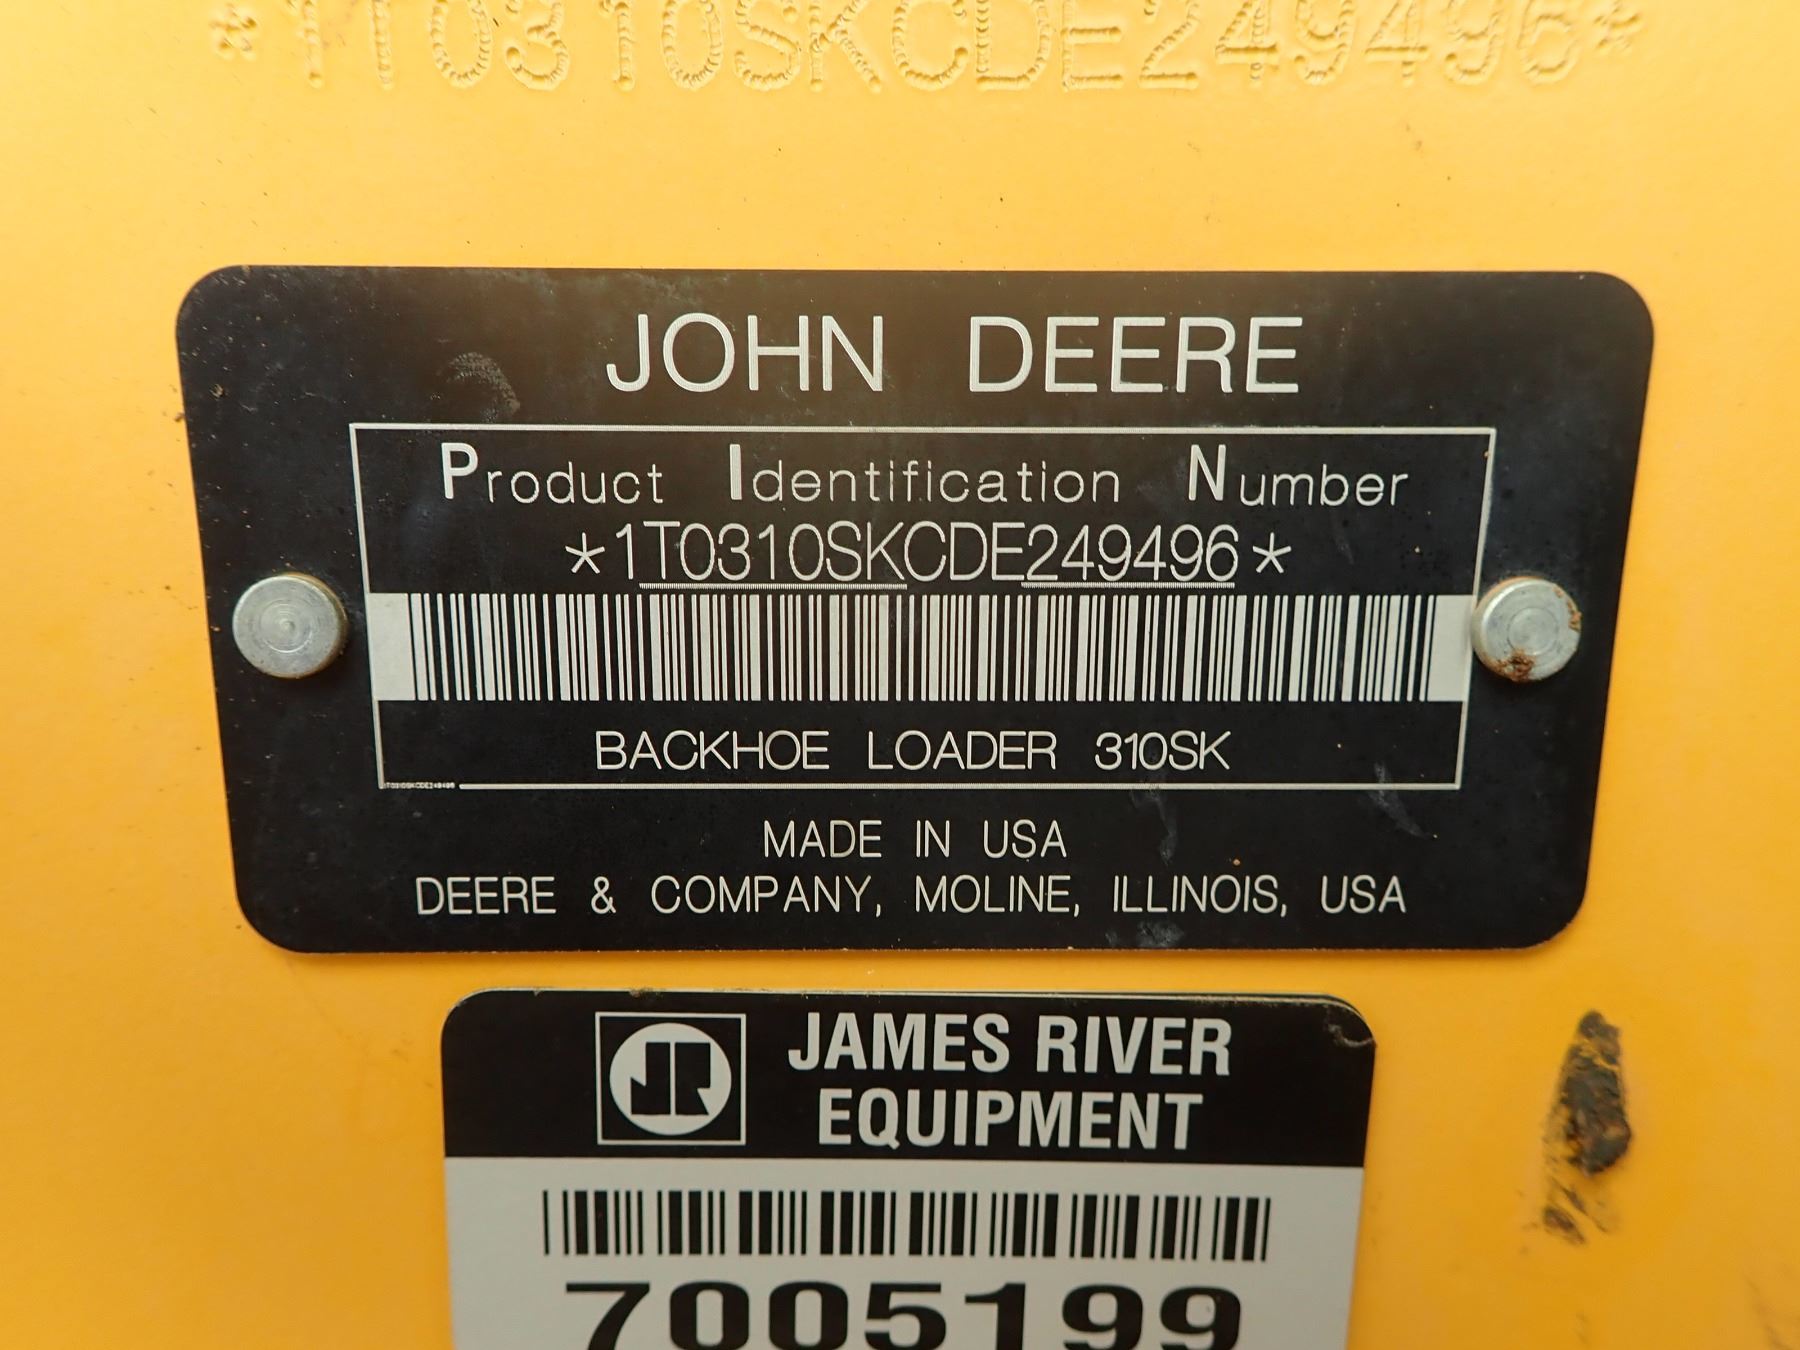 *1T0310SKCDE249496*
JOHN DEERE
Product Identification Number
*1T0310SKCDE249496*
BACKHOE LOADER 310SK
1T0310SKCDE249496
MADE IN USA
DEERE & COMPANY, MOLINE, ILLINOIS, USA
JR
JAMES RIVER
EQUIPMENT
7005199